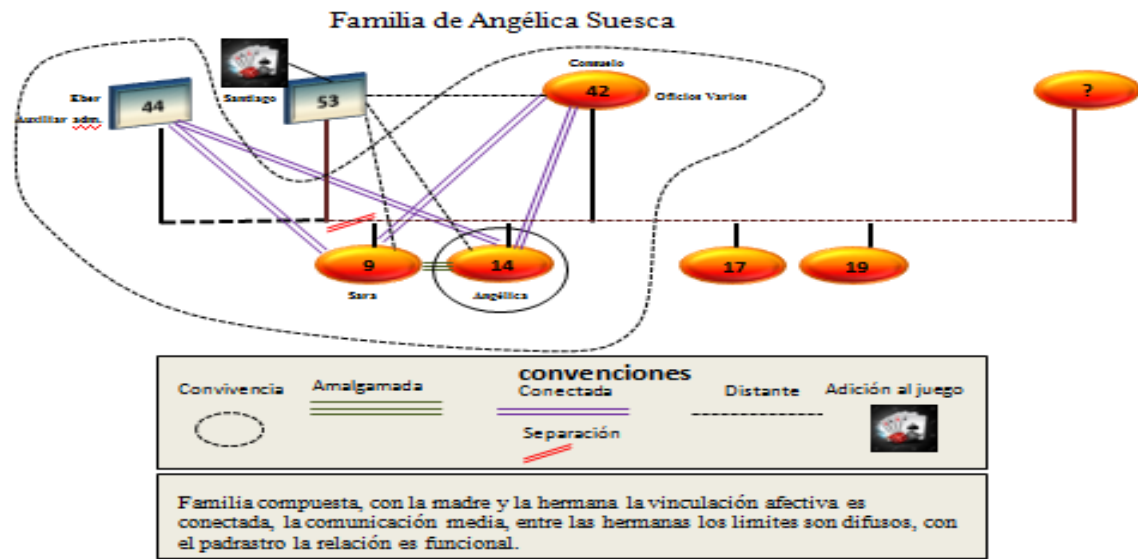 Familia de Angélica Suesca
Consuelo
Eber
44
Santiago
53
42
?
Auxiliar adm.
Oficios Varios
9
14
17
19
Sara
Angélica
convenciones
Convivencia
Amalgamada
Conectada
Distante
Adición al juego
Separación
Familia compuesta, con la madre y la hermana la vinculación afectiva es
conectada, la comunicación media, entre las hermanas los limites son difusos, con
el padrastro la relación es funcional.